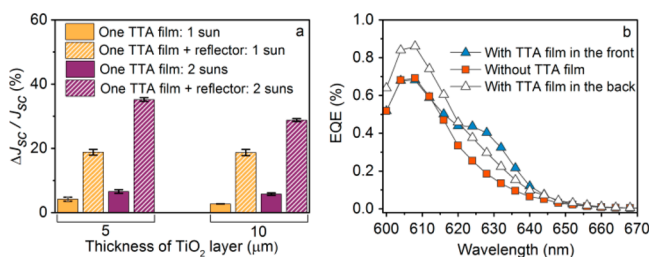 a
One TTA film: 1 sun
One TTA film + reflector: 1 sun
One TTA film: 2 suns
One TTA film + reflector: 2 suns
ΔJSC / JSC (%)
60
40
20
0
5
10
Thickness of TiO2 layer (μm)
b
With TTA film in the front
Without TTA film
With TTA film in the back
EQE (%)
1.0
0.8
0.6
0.4
0.2
0.0
600 610 620 630 640 650 660 670
Wavelength (nm)